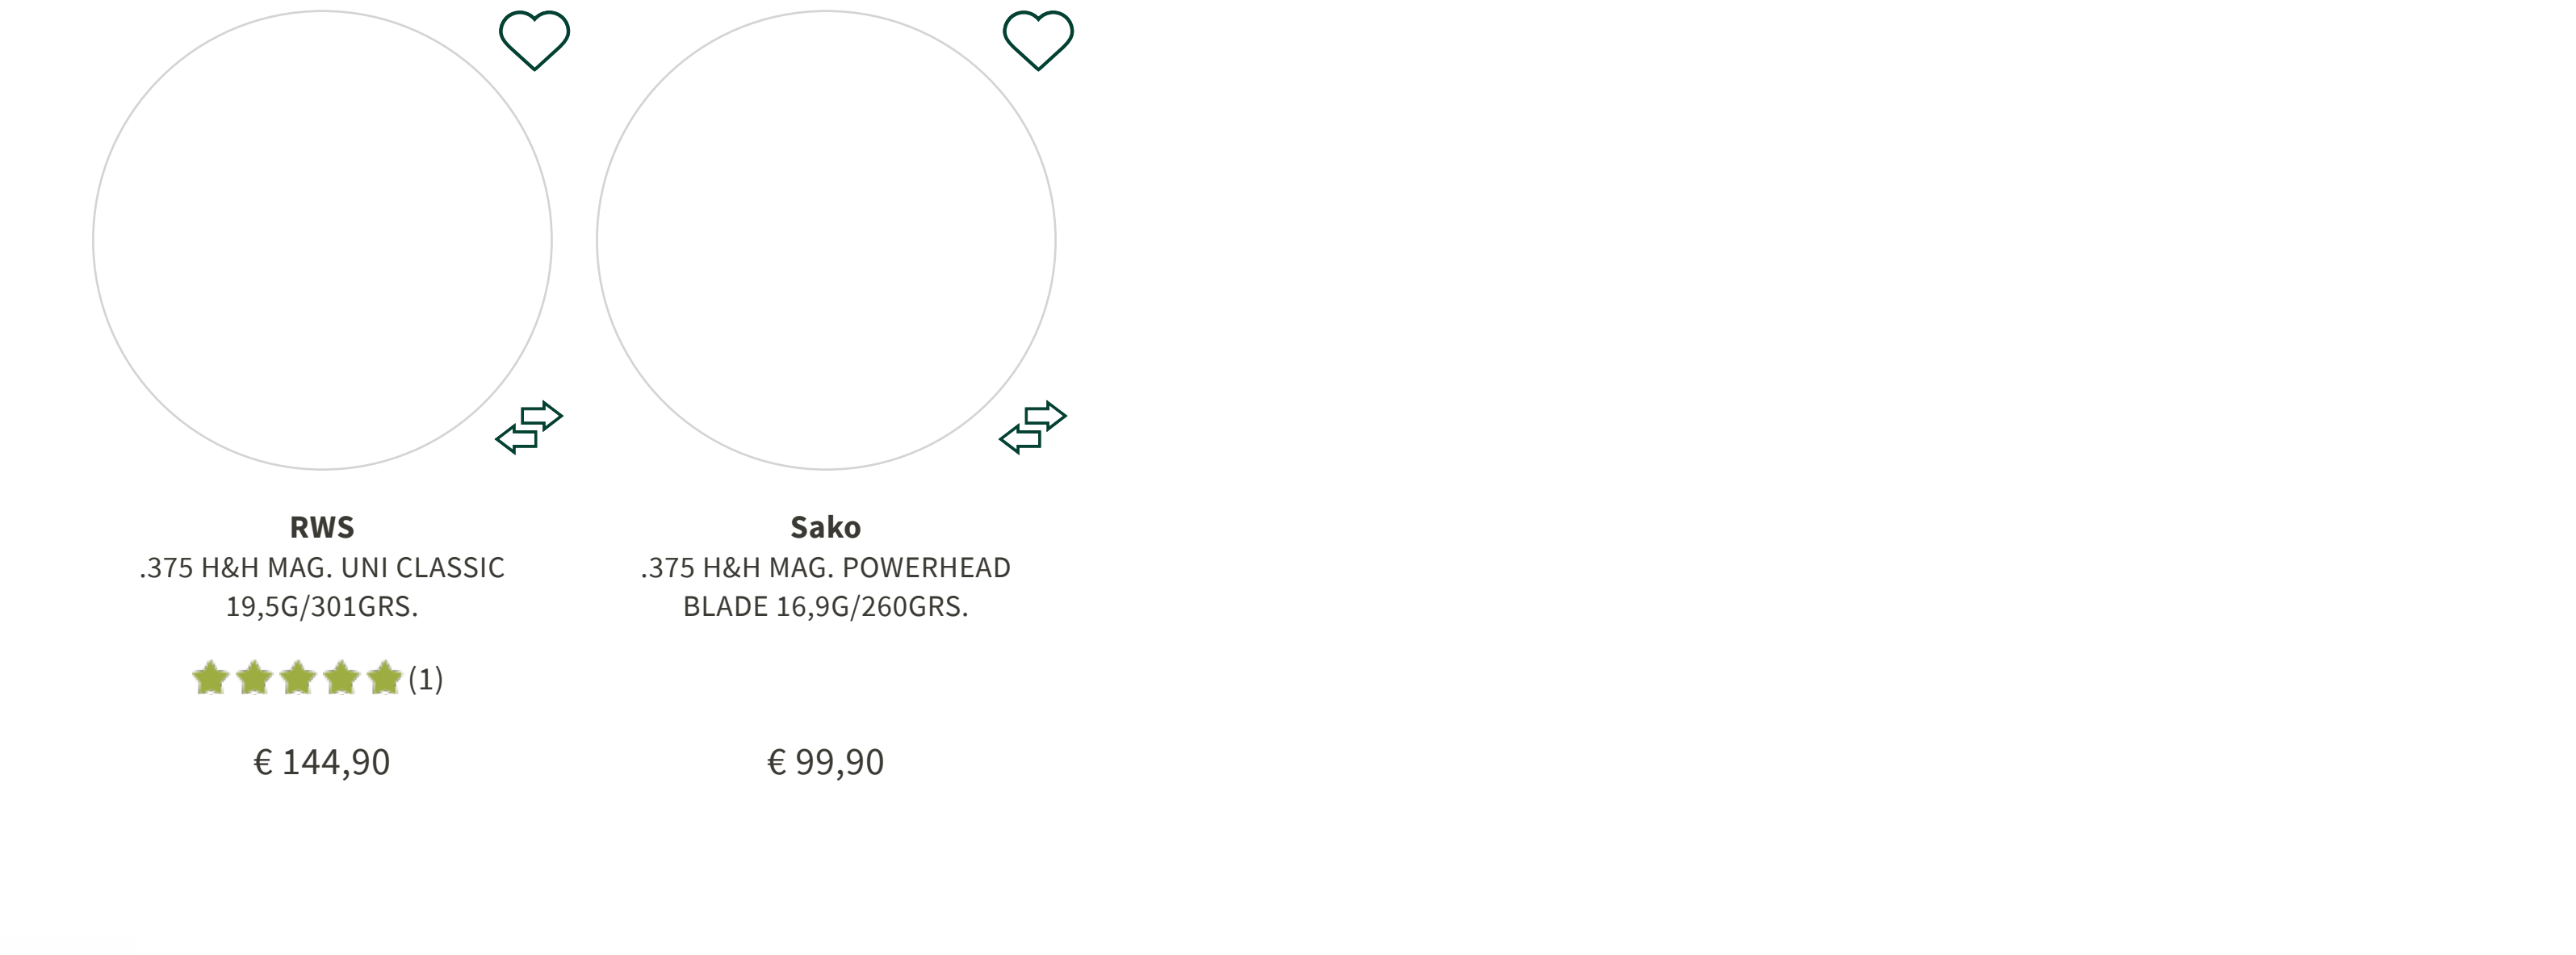 RWS
.375 H&H MAG. UNI CLASSIC
19,5G/301GRS.
(1)
€ 144,90
Sako
.375 H&H MAG. POWERHEAD
BLADE 16,9G/260GRS.
€ 99,90